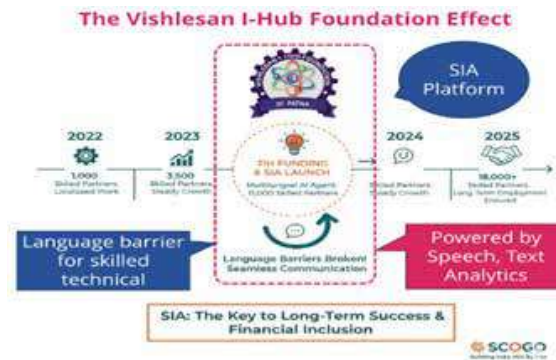 The Vishlesan I-Hub Foundation Effect
IIT PATNA
SIA
Platform
2022
1,000
Skilled Partners
Localized Work
2023
3,500
Skilled Partners
Steady Growth
TIH FUNDING
& SIA LAUNCH
Multilingual AI Agent
Skilled Partners
2024
Skilled Partners
Steady Growth
2025
18,000+
Skilled Partners
Long Term Employment
Ensured
Language barrier
for skilled
technical
Language Barriers Broken!
Seamless Communication
Powered by
Speech, Text
Analytics
SIA: The Key to Long-Term Success &
Financial Inclusion
SCOGO